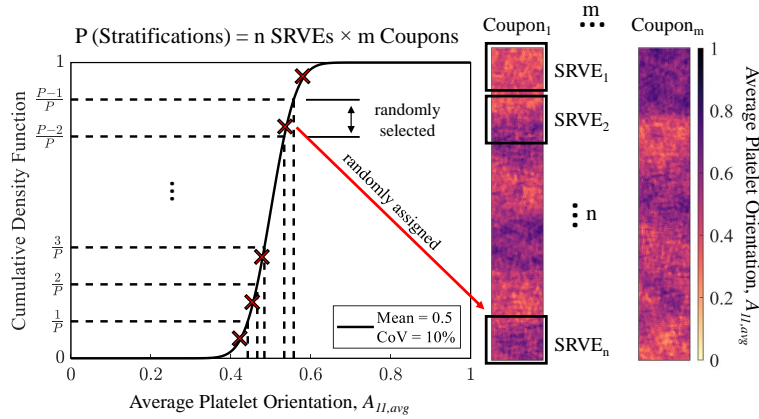 P (Stratifications) = n SRVEs × m Coupons
Cumulative Density Function
1
P−1
P
P−2
P
⋮
3
P
2
P
1
P
0
0
0.2
0.4
0.6
0.8
1
Average Platelet Orientation, A11,avg
randomly
selected
randomly assigned
Mean = 0.5
CoV = 10%
Coupon1
m
...
Couponm
SRVE1
SRVE2
⋮ n
SRVEn
1
0.8
0.6
0.4
0.2
0
Average Platelet Orientation, A11,avg